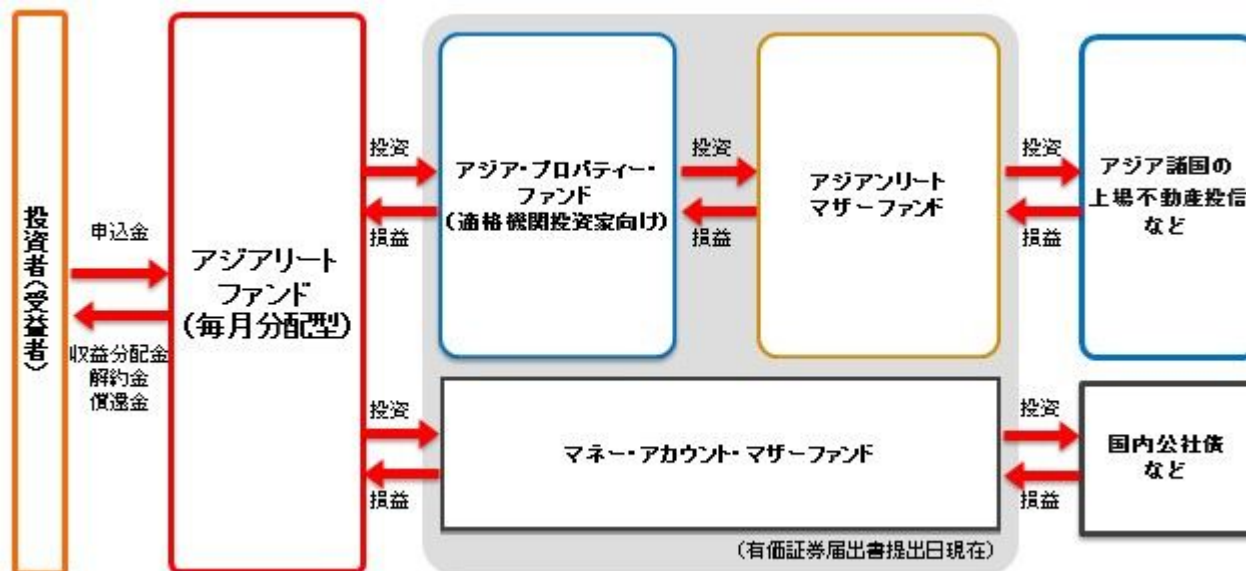 投資者(受益者)
申込金
収益分配金
解約金
償還金
アジアリート
ファンド
(毎月分配型)
投資
損益
アジア・プロパティー・
ファンド
(適格機関投資家向け)
投資
損益
アジアンリート
マザーファンド
投資
損益
アジア諸国の
上場不動産投信
など
投資
損益
マネー・アカウント・マザーファンド
投資
損益
国内公社債
など
(有価証券届出書提出日現在)